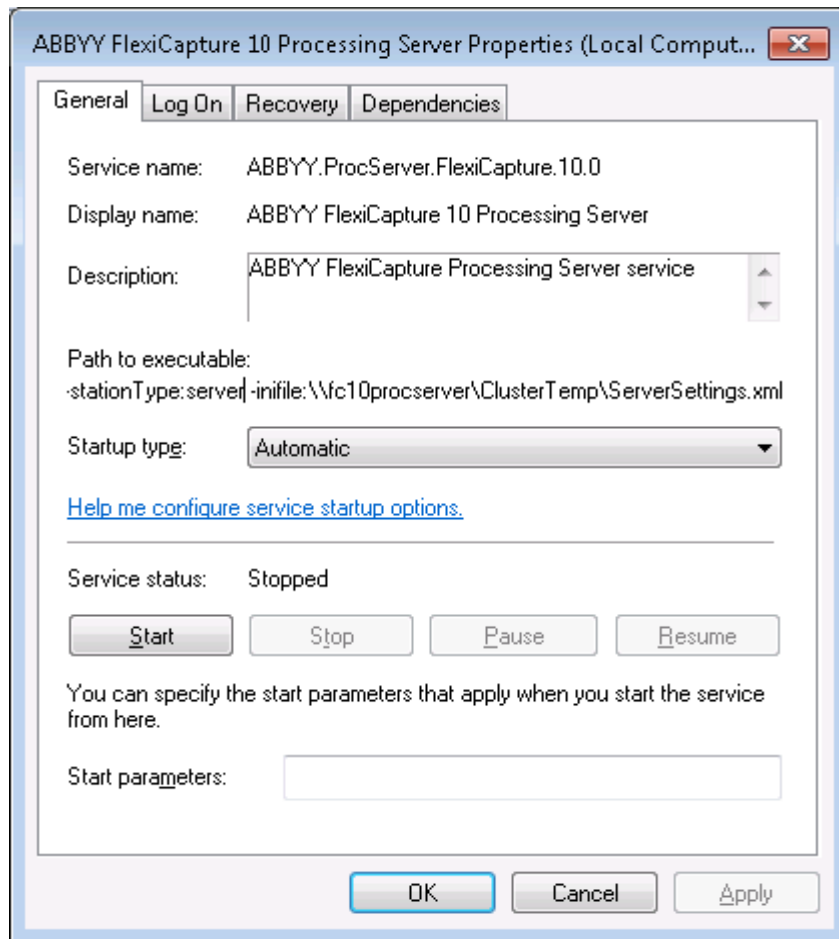 ABBYY FlexiCapture 10 Processing Server Properties (Local Comput...
General Log On Recovery Dependencies
Service name: ABBYY.ProcServer.FlexiCapture.10.0
Display name: ABBYY FlexiCapture 10 Processing Server
Description: ABBYY FlexiCapture Processing Server service
Path to executable:
-stationType:server -inifile:\\fc10procserver\ClusterTemp\ServerSettings.xml
Startup type: Automatic
Help me configure service startup options.
Service status: Stopped
Start Stop Pause Resume
You can specify the start parameters that apply when you start the service
from here.
Start parameters:
OK Cancel Apply